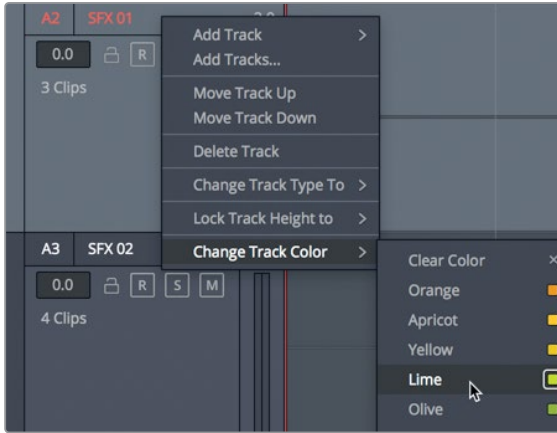 A2 SFX 01 2.0
0.0 R
3 Clips
Add Track >
Add Tracks...
Move Track Up
Move Track Down
Delete Track
Change Track Type To >
Lock Track Height to >
Change Track Color >
A3 SFX 02
0.0 R S M
4 Clips
Clear Color ×
Orange
Apricot
Yellow
Lime
Olive